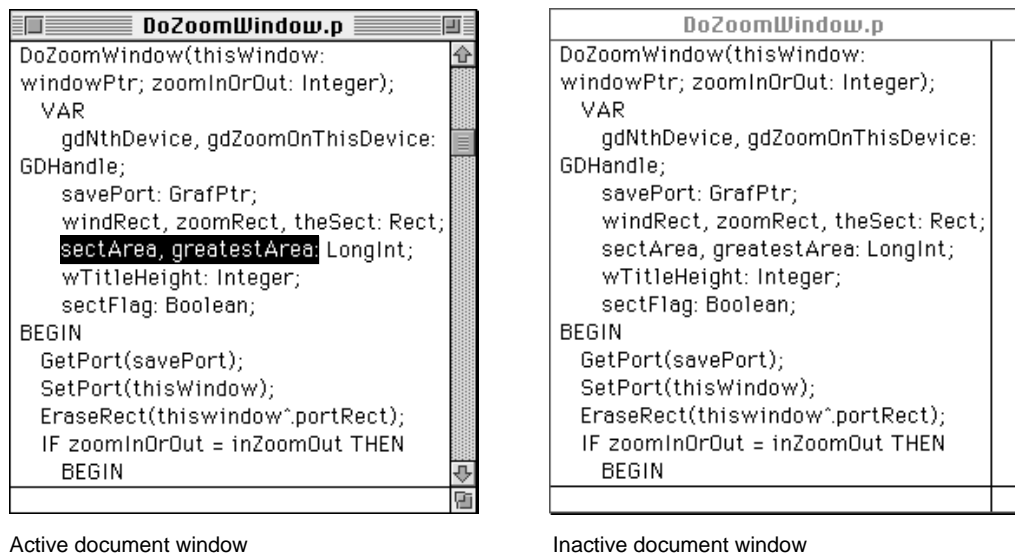 DoZoomWindow.p
DoZoomWindow(thisWindow:
windowPtr; zoomInOrOut: Integer);
VAR
gdNthDevice, gdZoomOnThisDevice:
GDHandle;
savePort: GrafPtr;
windRect, zoomRect, theSect: Rect;
sectArea, greatestArea: LongInt;
wTitleHeight: Integer;
sectFlag: Boolean;
BEGIN
GetPort(savePort);
SetPort(thisWindow);
EraseRect(thiswindow^.portRect);
IF zoomInOrOut = inZoomOut THEN
BEGIN
Active document window
DoZoomWindow.p
DoZoomWindow(thisWindow:
windowPtr; zoomInOrOut: Integer);
VAR
gdNthDevice, gdZoomOnThisDevice:
GDHandle;
savePort: GrafPtr;
windRect, zoomRect, theSect: Rect;
sectArea, greatestArea: LongInt;
wTitleHeight: Integer;
sectFlag: Boolean;
BEGIN
GetPort(savePort);
SetPort(thisWindow);
EraseRect(thiswindow^.portRect);
IF zoomInOrOut = inZoomOut THEN
BEGIN
Inactive document window